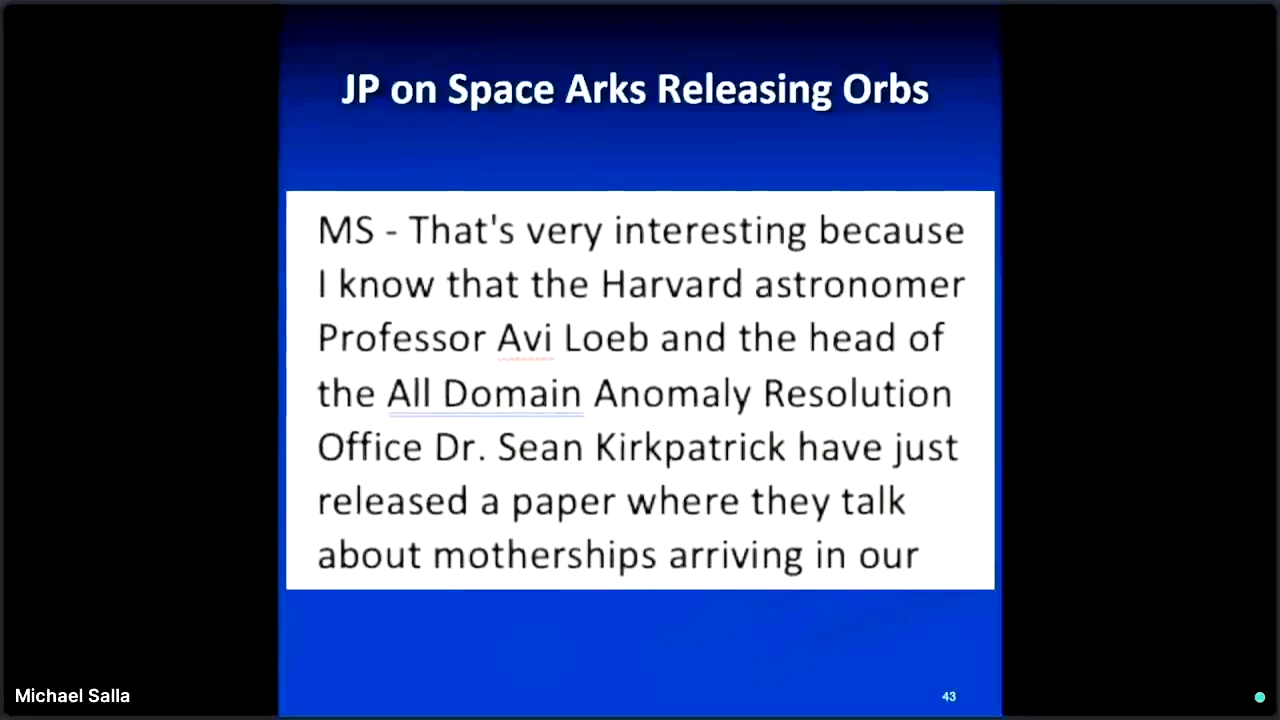 JP on Space Arks Releasing Orbs
MS - That's very interesting because
I know that the Harvard astronomer
Professor Avi Loeb and the head of
the All Domain Anomaly Resolution
Office Dr. Sean Kirkpatrick have just
released a paper where they talk
about motherships arriving in our
Michael Salla
43